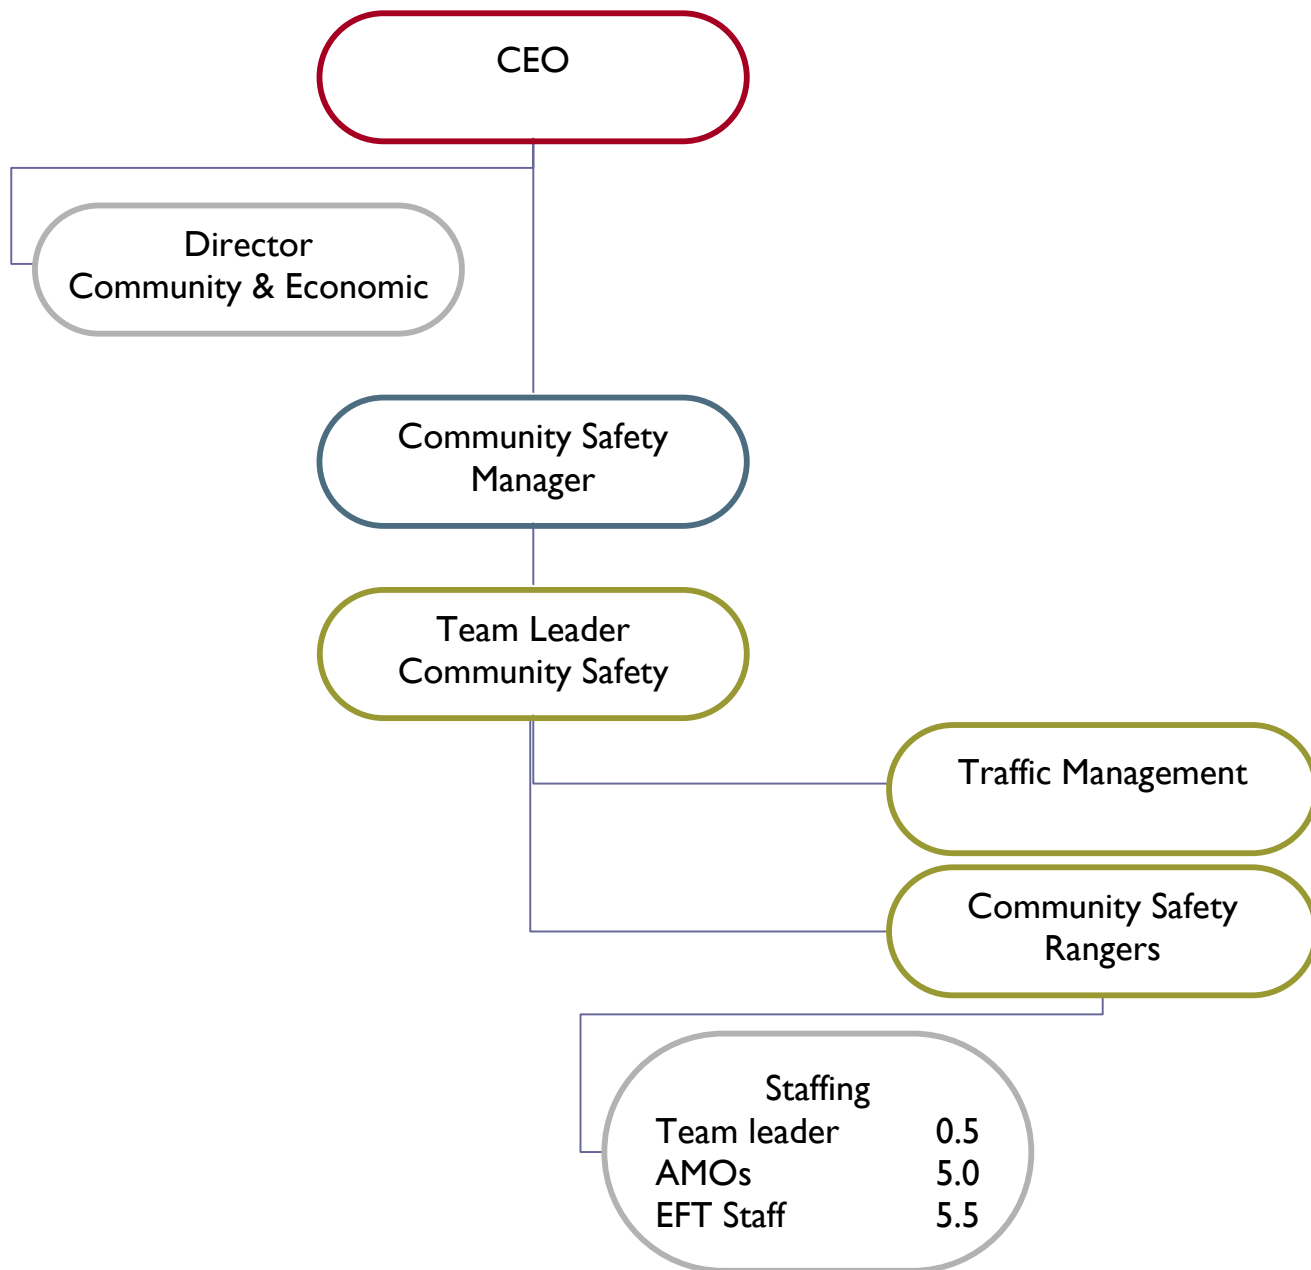 CEO
Director
Community & Economic
Community Safety
Manager
Team Leader
Community Safety
Traffic Management
Community Safety
Rangers
Staffing
Team leader 0.5
AMOs 5.0
EFT Staff 5.5